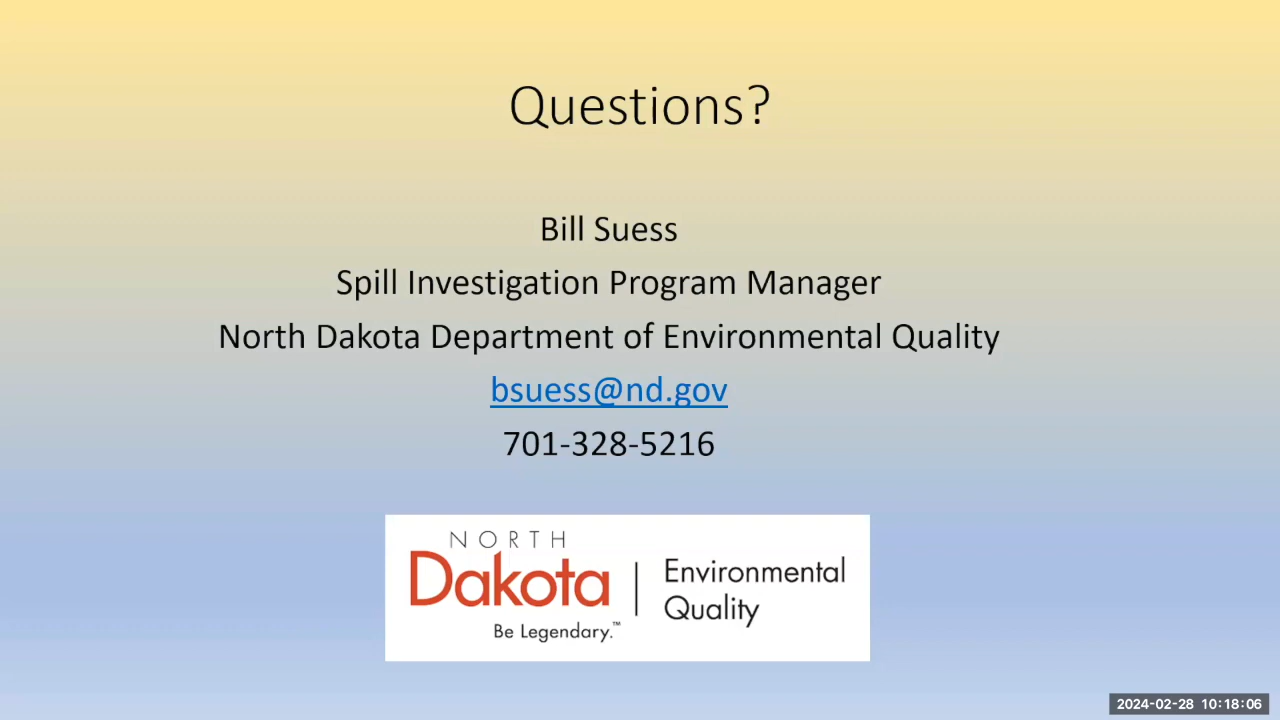 Questions?
Bill Suess
Spill Investigation Program Manager
North Dakota Department of Environmental Quality
bsuess@nd.gov
701-328-5216
NORTH
Dakota
Be Legendary.™
Environmental
Quality
2024-02-28 10:18:06